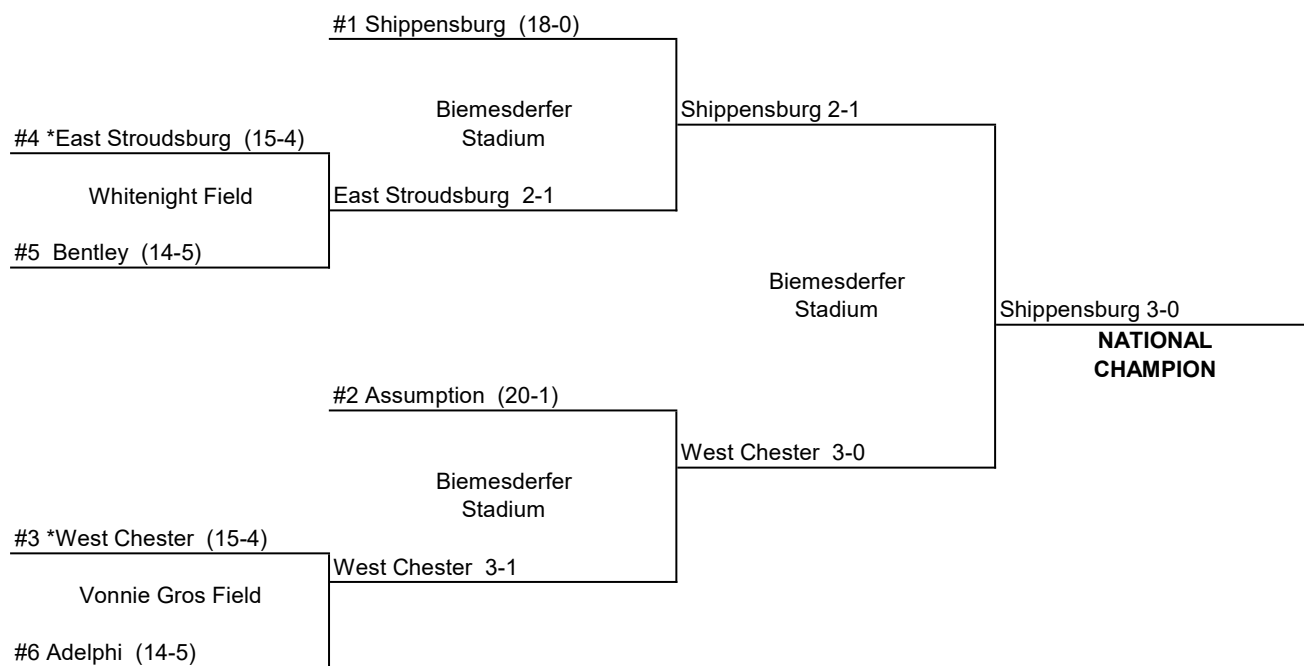 #1 Shippensburg (18-0)
Biemesderfer
Stadium
Shippensburg 2-1
#4 *East Stroudsburg (15-4)
Whitenight Field
East Stroudsburg 2-1
#5 Bentley (14-5)
Biemesderfer
Stadium
Shippensburg 3-0
NATIONAL
CHAMPION
#2 Assumption (20-1)
West Chester 3-0
Biemesderfer
Stadium
#3 *West Chester (15-4)
West Chester 3-1
Vonnie Gros Field
#6 Adelphi (14-5)